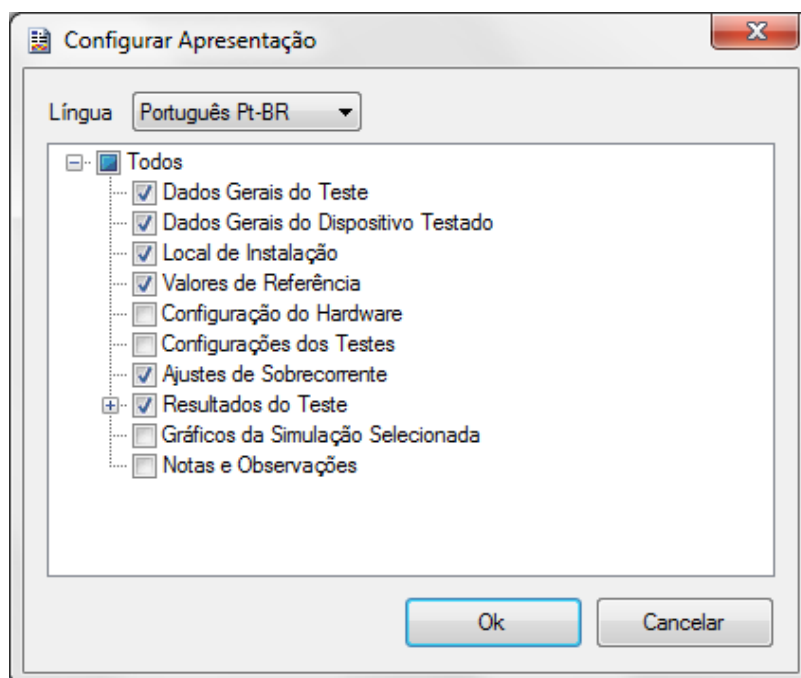 Configurar Apresentação
Língua Português Pt-BR
Todos
Dados Gerais do Teste
Dados Gerais do Dispositivo Testado
Local de Instalação
Valores de Referência
Configuração do Hardware
Configurações dos Testes
Ajustes de Sobrecorrente
Resultados do Teste
Gráficos da Simulação Selecionada
Notas e Observações
Ok Cancelar